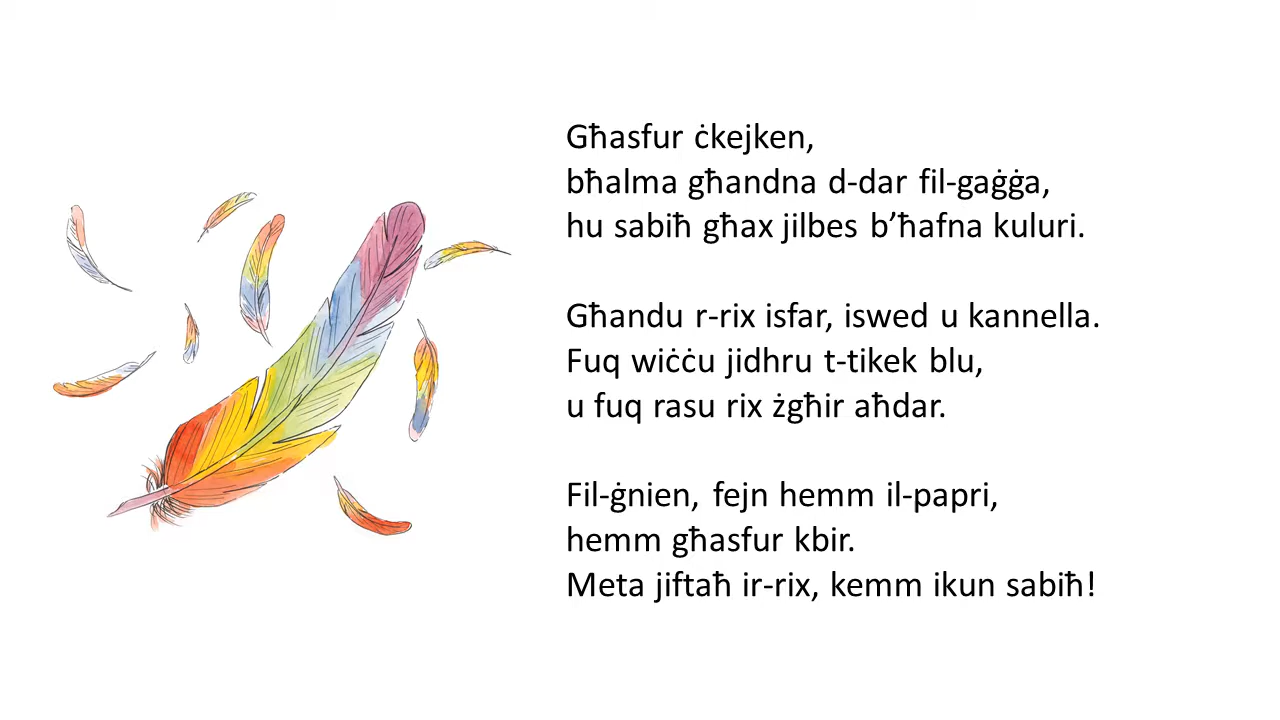 Għasfur ċkejken,
bħalma għandna d-dar fil-gaġġa,
hu sabiħ għax jilbes b’ħafna kuluri.
Għandu r-rix isfar, iswed u kannella.
Fuq wiċċu jidhru t-tikek blu,
u fuq rasu rix żgħir aħdar.
Fil-ġnien, fejn hemm il-papri,
hemm għasfur kbir.
Meta jiftaħ ir-rix, kemm ikun sabiħ!